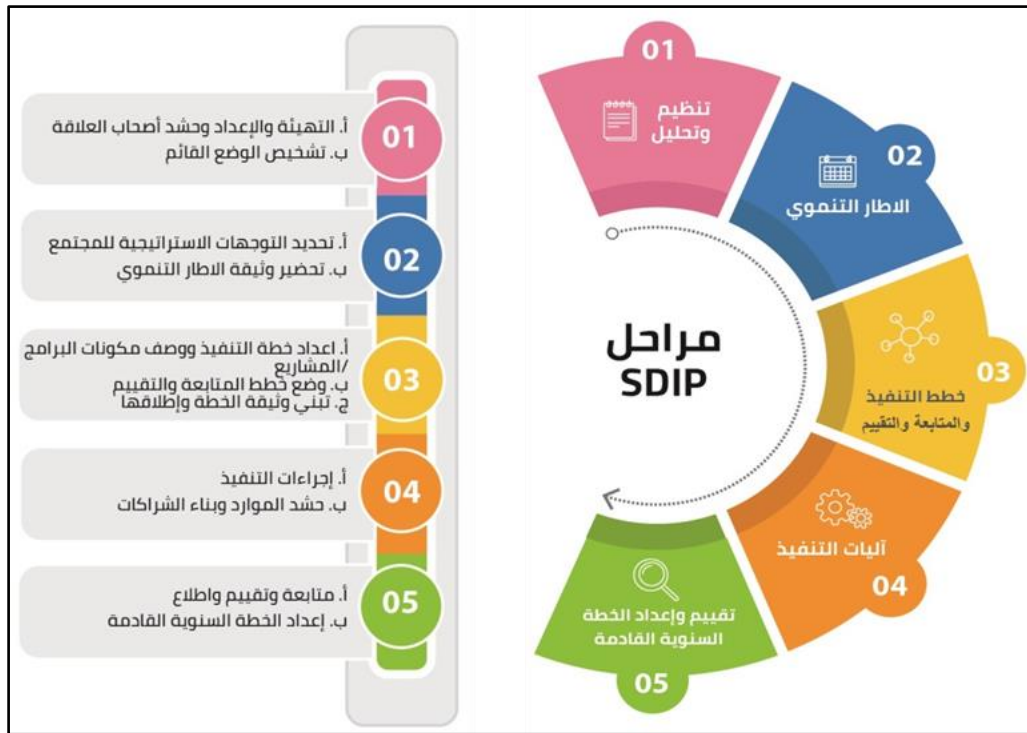 01
تنظيم
وتحليل
02
الاطار التنموي
03
خطط التنفيذ
والمتابعة والتقييم
04
آليات التنفيذ
05
تقييم وإعداد الخطة
السنوية القادمة
مراحل
SDIP
01
أ. التهيئة والإعداد وحشد أصحاب العلاقة
ب. تشخيص الوضع القائم
02
أ. تحديد التوجهات الاستراتيجية للمجتمع
ب. تحضير وثيقة الاطار التنموي
03
أ. اعداد خطة التنفيذ ووصف مكونات البرامج
/المشاريع
ب. وضع خطط المتابعة والتقييم
ج. تبني وثيقة الخطة وإطلاقها
04
أ. إجراءات التنفيذ
ب. حشد الموارد وبناء الشراكات
05
أ. متابعة وتقييم واطلاع
ب. إعداد الخطة السنوية القادمة